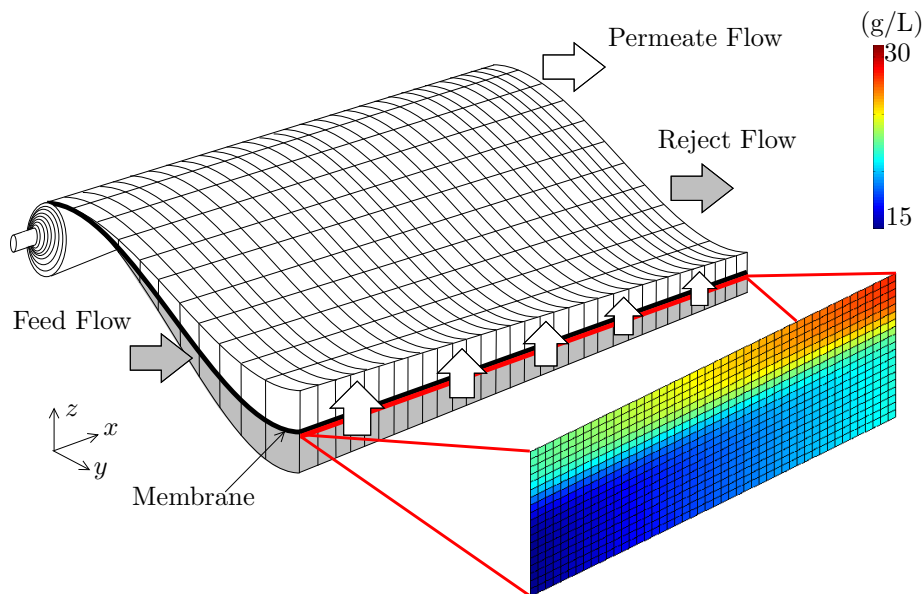 (g/L)
30
Permeate Flow
Reject Flow
15
Feed Flow
z
x
y
Membrane